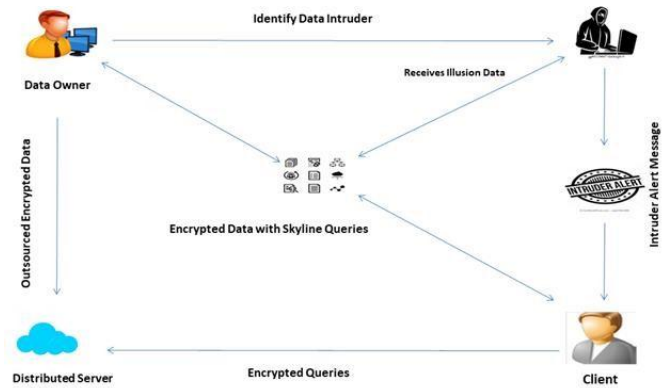 Identify Data Intruder
Receives Illusion Data
Data Owner
Outsourced Encrypted Data
INTRUDER ALERT
Intruder Alert Message
Encrypted Data with Skyline Queries
Distributed Server
Encrypted Queries
Client